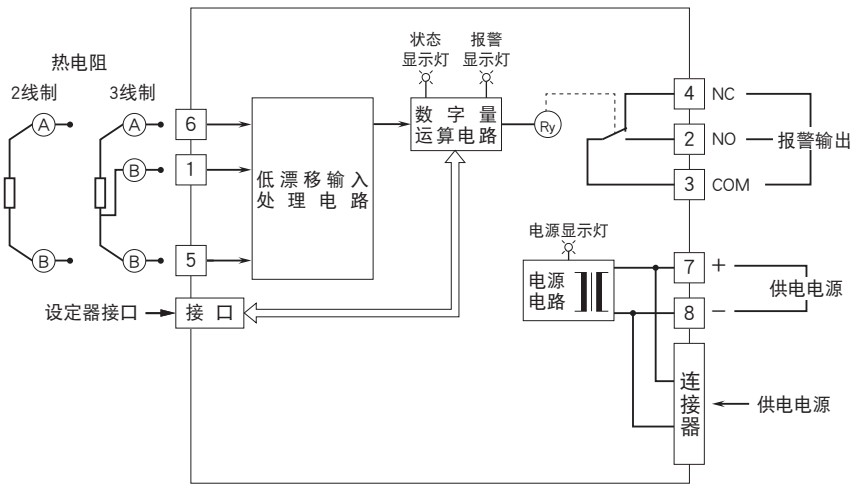 热电阻
2线制
3线制
A
B
A
B
B
6
1
5
设定器接口
接口
低漂移输入
处理电路
状态
显示灯
报警
显示灯
数字量
运算电路
Ry
4
NC
2
NO
3
COM
报警输出
电源显示灯
电源
电路
7
+
8
−
供电电源
连接器
供电电源